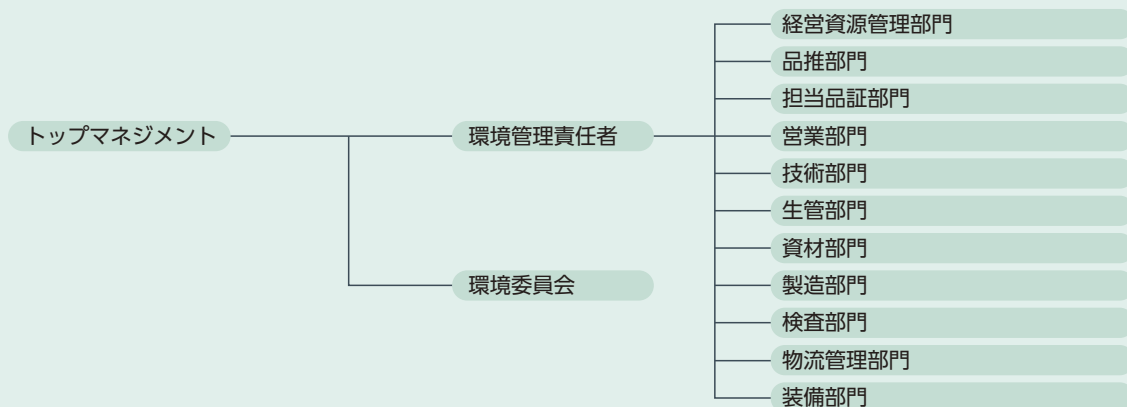 トップマネジメント
環境管理責任者
環境委員会
経営資源管理部門
品推部門
担当品証部門
営業部門
技術部門
生管部門
資材部門
製造部門
検査部門
物流管理部門
装備部門